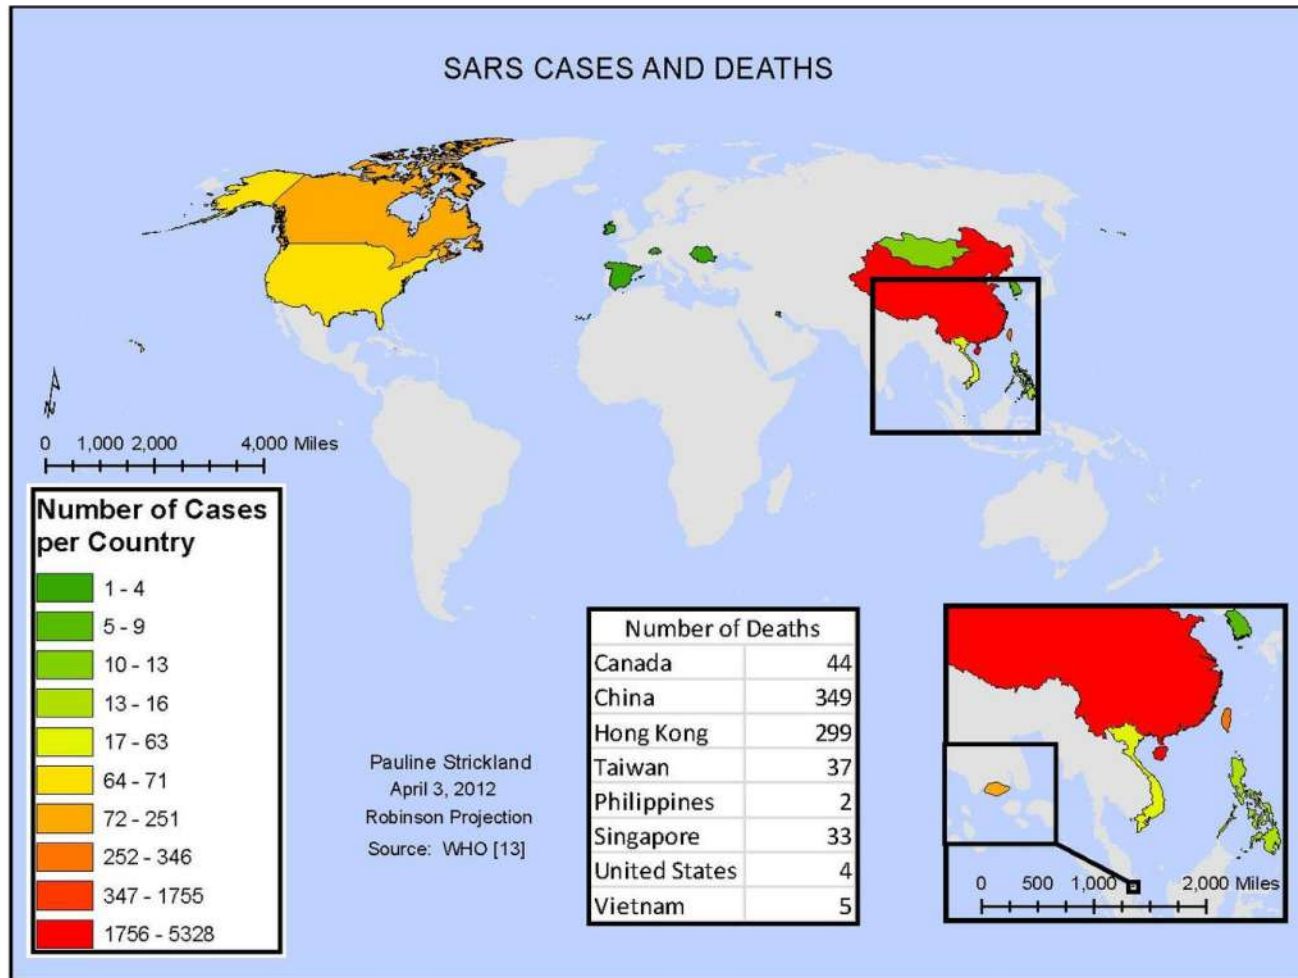 SARS CASES AND DEATHS
N
0 1,000 2,000 4,000 Miles
Number of Cases
per Country
1 - 4
5 - 9
10 - 13
13 - 16
17 - 63
64 - 71
72 - 251
252 - 346
347 - 1755
1756 - 5328
Pauline Strickland
April 3, 2012
Robinson Projection
Source: WHO [13]
Number of Deaths
Canada 44
China 349
Hong Kong 299
Taiwan 37
Philippines 2
Singapore 33
United States 4
Vietnam 5
0 500 1,000 2,000 Miles